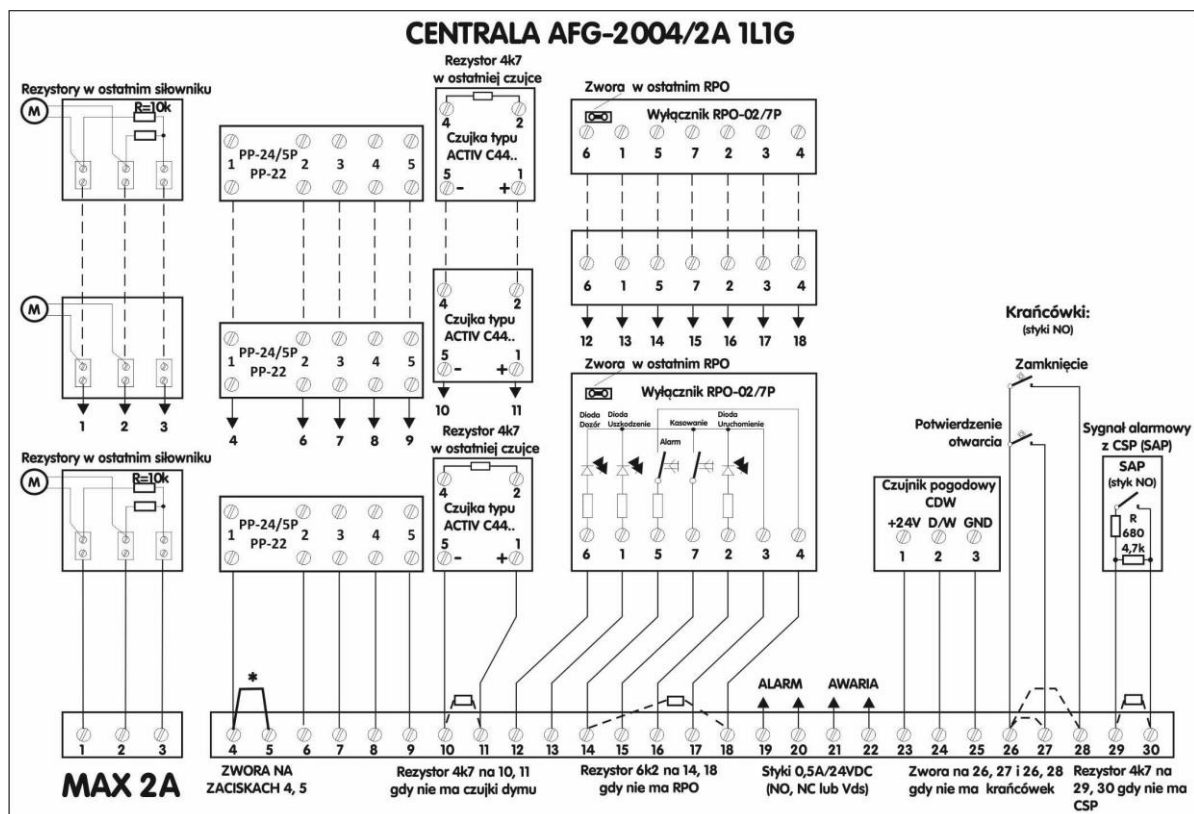 CENTRALA AFG-2004/2A 1L1G
Rezystory w ostatnim siłowniku
R=10k
M
1 PP-24/5P 2 3 4 5
PP-22
Rezystor 4k7
w ostatniej czujce
4 2
Czujka typu
ACTIV C44..
5 - + 1
Zwora w ostatnim RPO
Wyłącznik RPO-02/7P
6 1 5 7 2 3 4
M
1 2 3
1 PP-24/5P 2 3 4 5
PP-22
4 6 7 8 9
4 2
Czujka typu
ACTIV C44..
5 - + 1
10 11
6 1 5 7 2 3 4
12 13 14 15 16 17 18
Rezystory w ostatnim siłowniku
R=10k
M
1 PP-24/5P 2 3 4 5
PP-22
Rezystor 4k7
w ostatniej czujce
4 2
Czujka typu
ACTIV C44..
5 - + 1
Zwora w ostatnim RPO
Wyłącznik RPO-02/7P
Dioda
Dozór
Dioda
Uszkodzenie
Alarm
Kasowanie
Dioda
Uruchomienie
6 1 5 7 2 3 4
Krańcówki:
(styki NO)
Zamknięcie
Potwierdzenie
otwarcia
Czujnik pogodowy
CDW
+24V D/W GND
1 2 3
Sygnał alarmowy
z CSP (SAP)
SAP
(styk NO)
R
680
4,7k
*
ALARM AWARIA
1 2 3 4 5 6 7 8 9 10 11 12 13 14 15 16 17 18 19 20 21 22 23 24 25 26 27 28 29 30
MAX 2A
ZWORA NA
ZACISKACH 4, 5
Rezystor 4k7 na 10, 11
gdy nie ma czujki dymu
Rezystor 6k2 na 14, 18
gdy nie ma RPO
Styki 0,5A/24VDC
(NO, NC lub Vds)
Zwora na 26, 27 i 26, 28
gdy nie ma krańcówek
Rezystor 4k7 na
29, 30 gdy nie ma
CSP